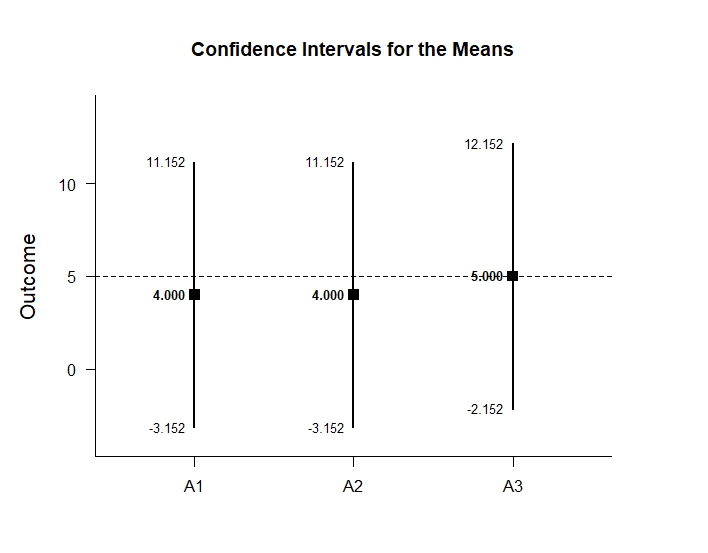 Confidence Intervals for the Means
Outcome
10
5
0
11.152
4.000
-3.152
11.152
4.000
-3.152
12.152
5.000
-2.152
A1
A2
A3